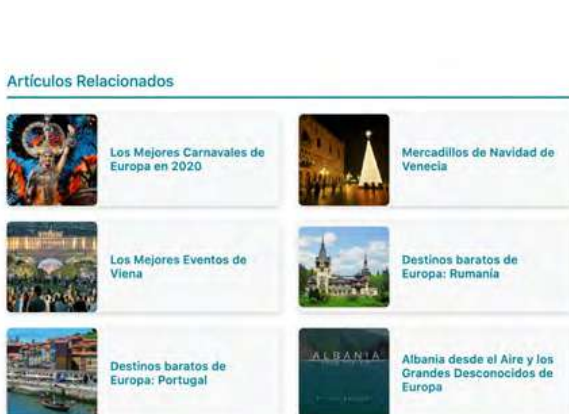 Artículos Relacionados
Los Mejores Carnavales de
Europa en 2020
Mercadillos de Navidad de
Venecia
Los Mejores Eventos de
Viena
Destinos baratos de
Europa: Rumanía
Destinos baratos de
Europa: Portugal
ALBANIA
Albania desde el Aire y los
Grandes Desconocidos de
Europa